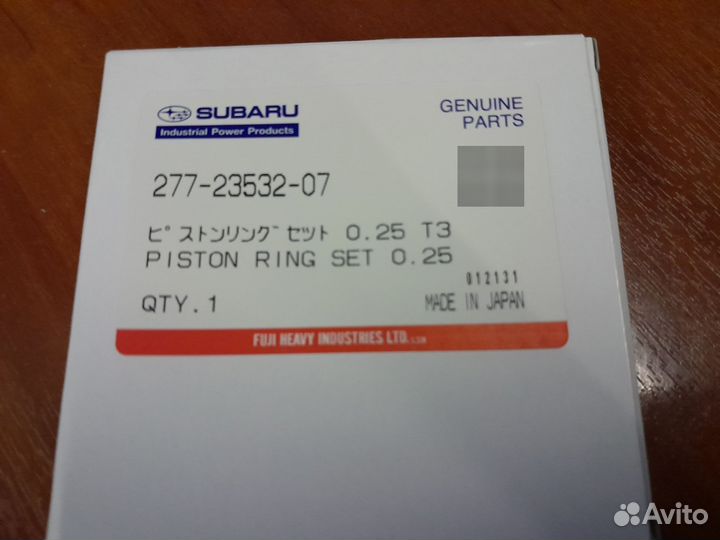 SUBARU
Industrial Power Products
GENUINE
PARTS
277-23532-07
ピストンリングセット 0.25 T3
PISTON RING SET 0.25
012131
QTY.1
MADE IN JAPAN
FUJI HEAVY INDUSTRIES LTD.
Avito